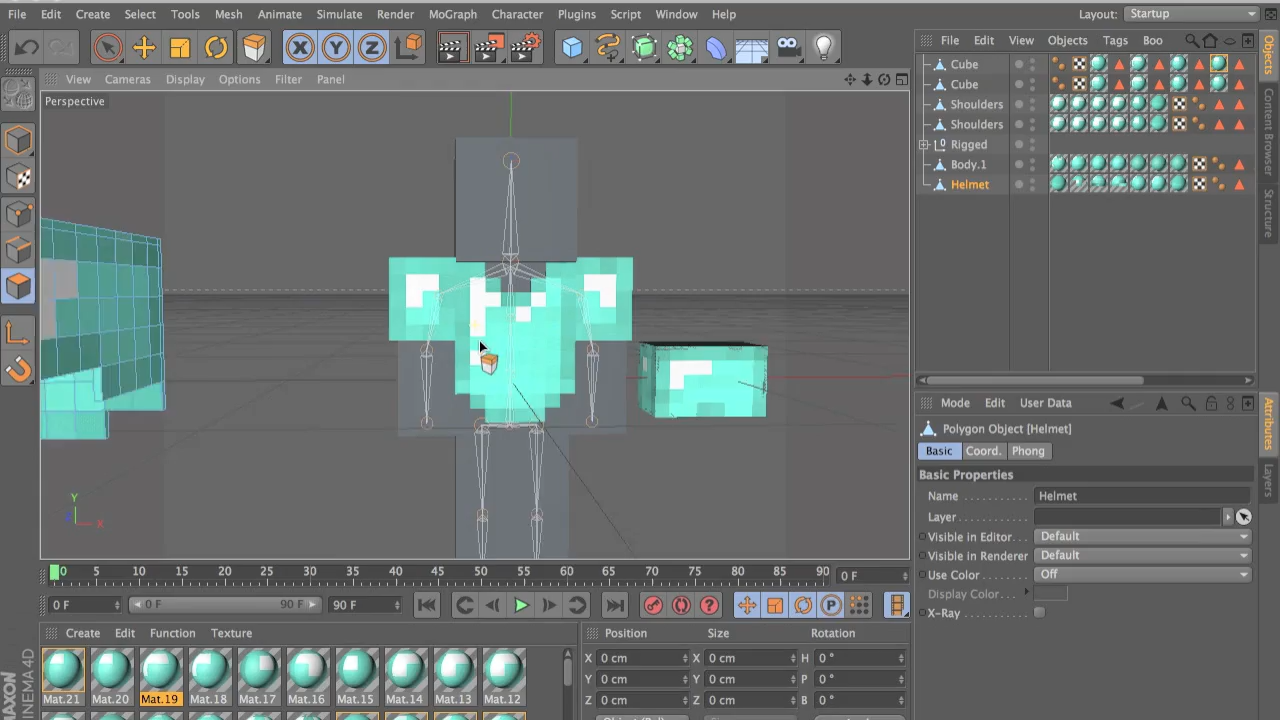 File Edit Create Select Tools Mesh Animate Simulate Render MoGraph Character Plugins Script Window Help Layout: Startup
X Y Z
File Edit View Objects Tags Boo
View Cameras Display Options Filter Panel
Perspective
Cube
Cube
Shoulders
Shoulders
Rigged
Body.1
Helmet
Objects
Content Browser
Structure
Mode Edit User Data
Polygon Object [Helmet]
Basic Coord. Phong
Basic Properties
Name Helmet
Layer
Visible in Editor Default
Visible in Renderer Default
Use Color Off
Display Color
X-Ray
Attributes
Layers
Y
X
0 5 10 15 20 25 30 35 40 45 50 55 60 65 70 75 80 85 90 0 F
0 F 0 F 90 F 90 F
P
Create Edit Function Texture
Mat.21 Mat.20 Mat.19 Mat.18 Mat.17 Mat.16 Mat.15 Mat.14 Mat.13 Mat.12
Position Size Rotation
X 0 cm X 0 cm H 0 °
Y 0 cm Y 0 cm P 0 °
Z 0 cm Z 0 cm B 0 °
MAXON
CINEMA 4D